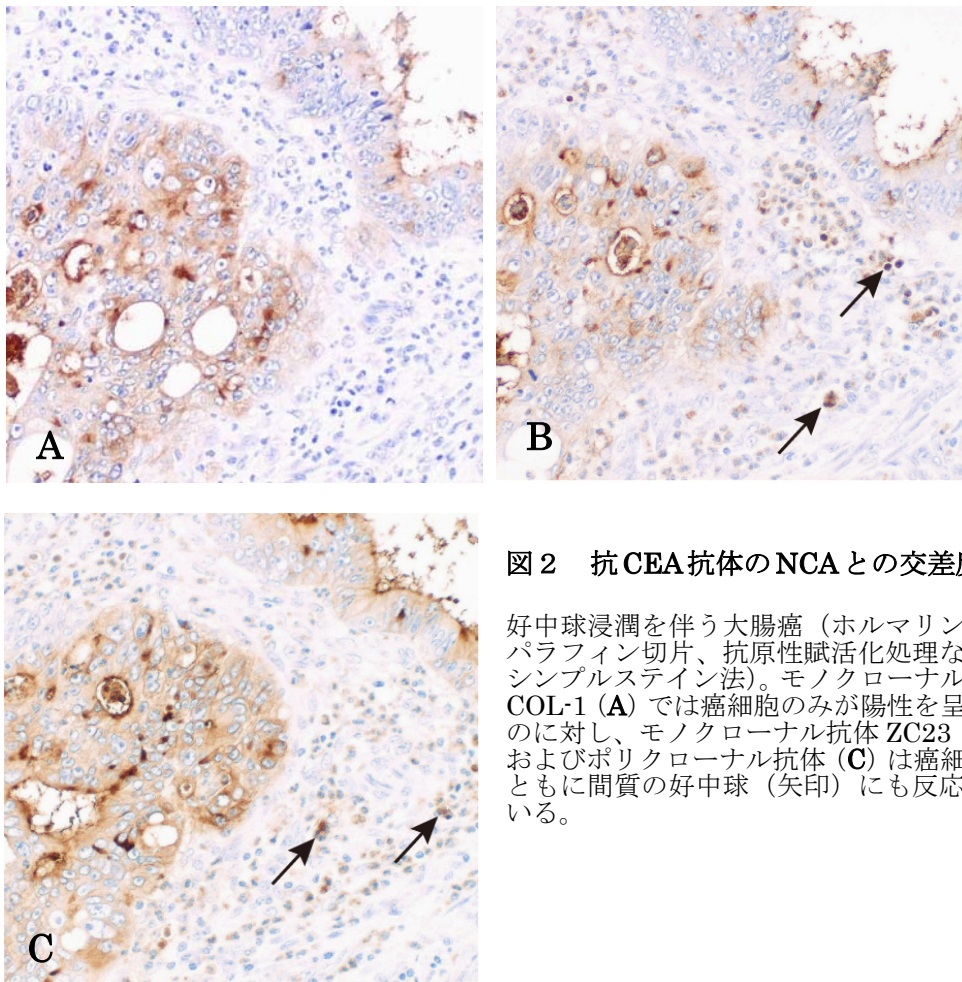 A
B
C
図２　抗CEA抗体のNCAとの交差
好中球浸潤を伴う大腸癌（ホルマリン
パラフィン切片、抗原性賦活化処理な
シンプルステイン法）。モノクローナル
COL-1（A）では癌細胞のみが陽性を呈
のに対し、モノクローナル抗体 ZC23
およびポリクローナル抗体（C）は癌細
ともに間質の好中球（矢印）にも反応
いる。